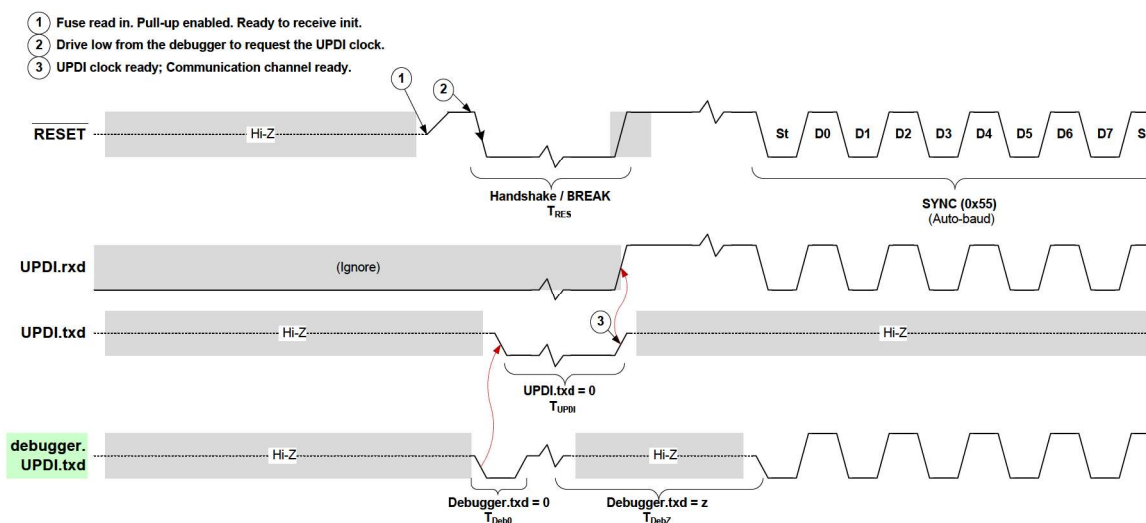 1 Fuse read in. Pull-up enabled. Ready to receive init.
2 Drive low from the debugger to request the UPDI clock.
3 UPDI clock ready; Communication channel ready.
1
2
RESET
Hi-Z
St D0 D1 D2 D3 D4 D5 D6 D7 S
Handshake / BREAK
TRES
SYNC (0x55)
(Auto-baud)
UPDI.rxd
(Ignore)
UPDI.txd
Hi-Z
3
Hi-Z
UPDI.txd = 0
TUPDI
debugger.
UPDI.txd
Hi-Z
Hi-Z
Debugger.txd = 0
TDeb0
Debugger.txd = z
TDebZ